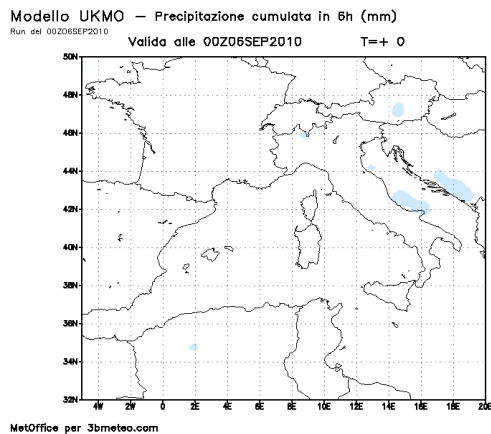 Modello UKMO – Precipitazione cumulata in 6h (mm)
Run del 00Z06SEP2010
Valida alle 00Z06SEP2010 T=+ 0
50N
48N
46N
44N
42N
40N
38N
36N
34N
32N
4W 2W 0 2E 4E 6E 8E 10E 12E 14E 16E 18E 20E
MetOffice per 3bmeteo.com